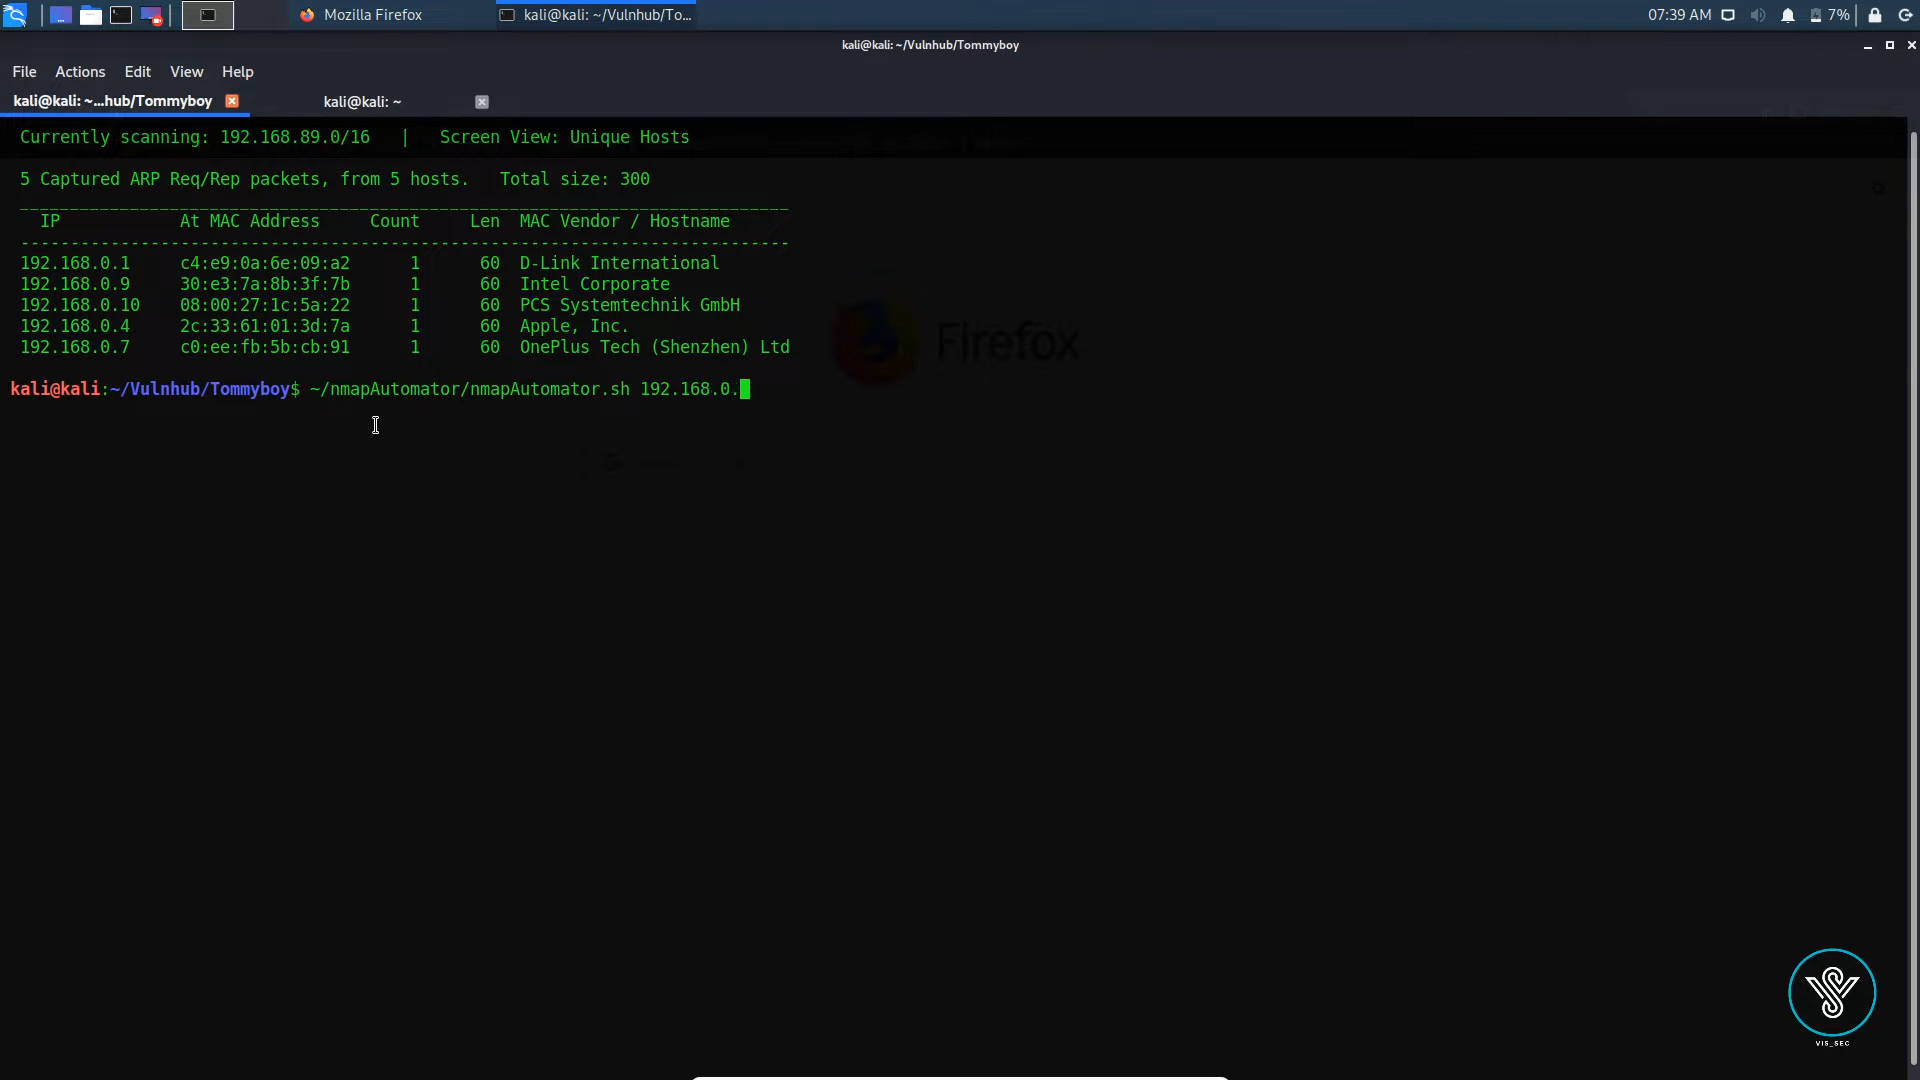 Mozilla Firefox
kali@kali: ~/Vulnhub/To...
07:39 AM
7%
kali@kali: ~/Vulnhub/Tommyboy
File Actions Edit View Help
kali@kali: ~...hub/Tommyboy
kali@kali: ~
Currently scanning: 192.168.89.0/16   |   Screen View: Unique Hosts
5 Captured ARP Req/Rep packets, from 5 hosts.   Total size: 300
_____________________________________________________________________________
IP            At MAC Address     Count     Len  MAC Vendor / Hostname
-----------------------------------------------------------------------------
192.168.0.1     c4:e9:0a:6e:09:a2      1      60  D-Link International
192.168.0.9     30:e3:7a:8b:3f:7b      1      60  Intel Corporate
192.168.0.10    08:00:27:1c:5a:22      1      60  PCS Systemtechnik GmbH
192.168.0.4     2c:33:61:01:3d:7a      1      60  Apple, Inc.
192.168.0.7     c0:ee:fb:5b:cb:91      1      60  OnePlus Tech (Shenzhen) Ltd
kali@kali:~/Vulnhub/Tommyboy$ ~/nmapAutomator/nmapAutomator.sh 192.168.0.
Firefox
VIS_SEC